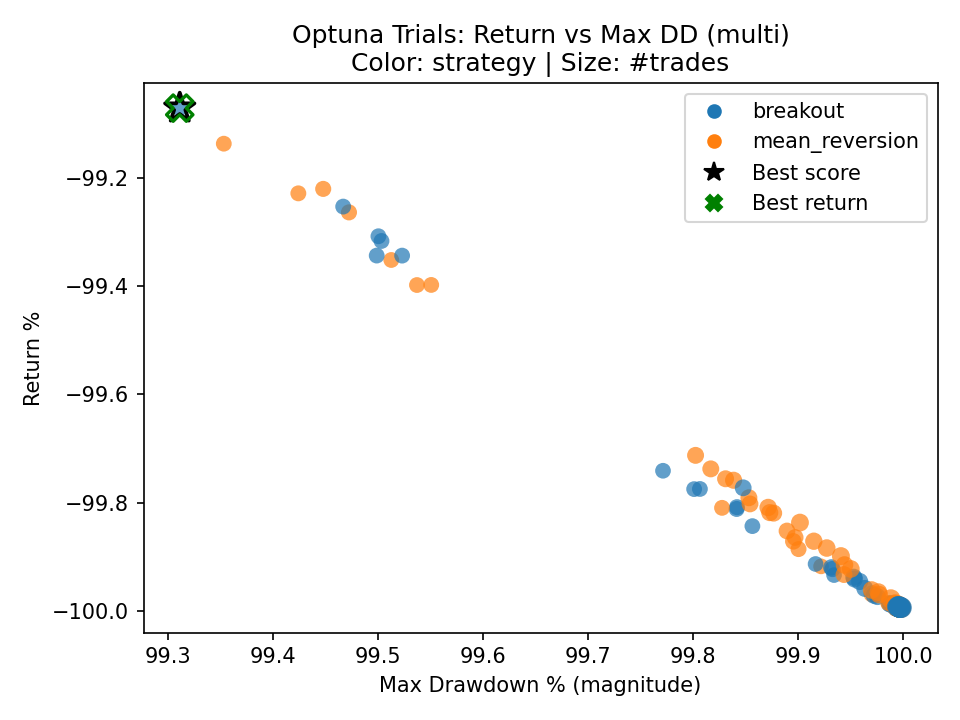 Optuna Trials: Return vs Max DD (multi)
Color: strategy | Size: #trades
breakout
mean_reversion
Best score
Best return
Return %
−99.2
−99.4
−99.6
−99.8
−100.0
99.3 99.4 99.5 99.6 99.7 99.8 99.9 100.0
Max Drawdown % (magnitude)